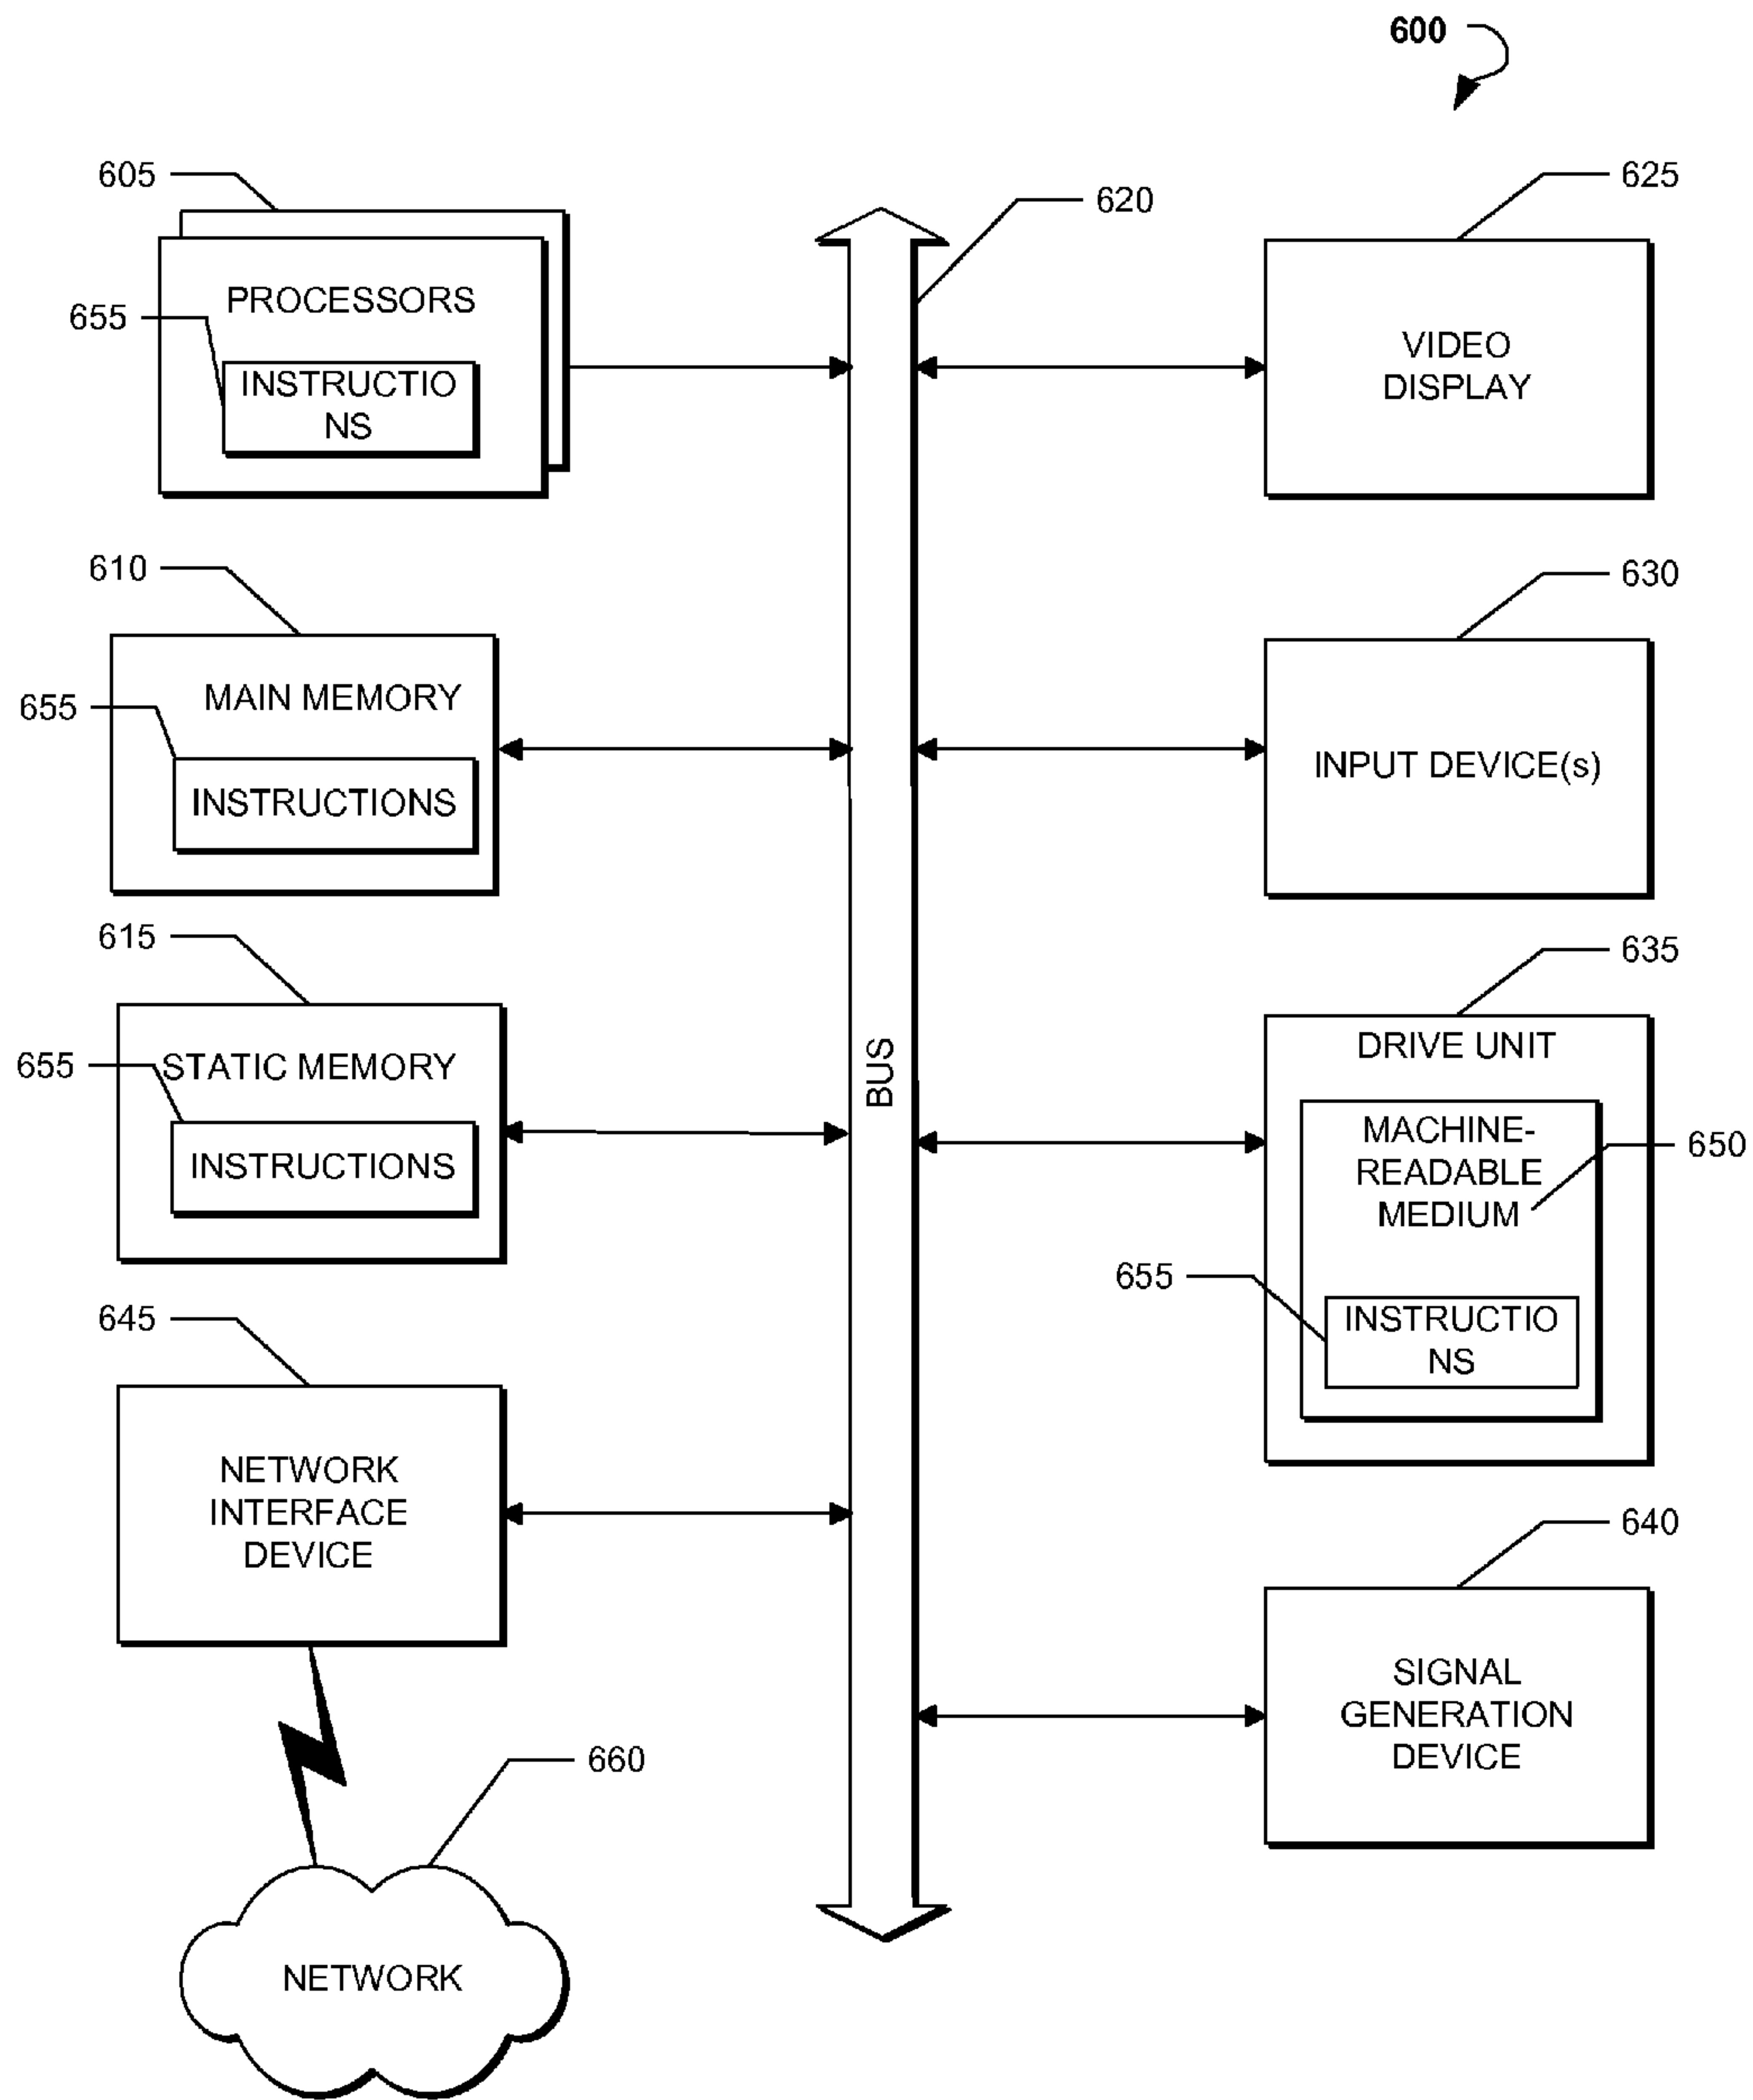 600
605
PROCESSORS
655
INSTRUCTIO
NS
610
MAIN MEMORY
655
INSTRUCTIONS
615
STATIC MEMORY
655
INSTRUCTIONS
645
NETWORK
INTERFACE
DEVICE
660
NETWORK
620
BUS
625
VIDEO
DISPLAY
630
INPUT DEVICE(s)
635
DRIVE UNIT
MACHINE-
READABLE
MEDIUM
650
655
INSTRUCTIO
NS
640
SIGNAL
GENERATION
DEVICE